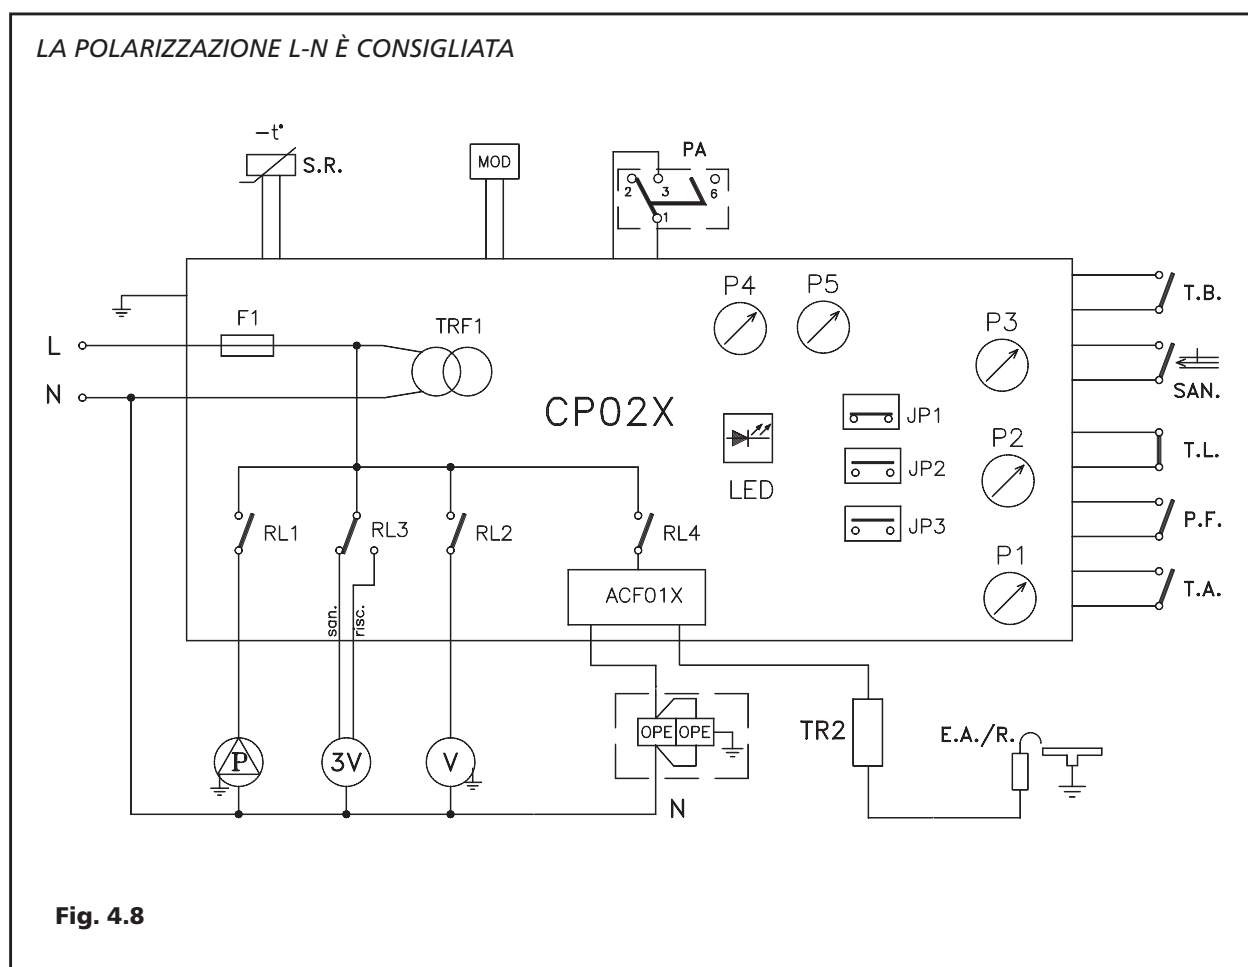 LA POLARIZZAZIONE L-N È CONSIGLIATA
-t°
S.R.
MOD
PA
2
3
6
1
P4
P5
T.B.
F1
TRF1
P3
L
SAN.
N
CP02X
JP1
P2
T.L.
JP2
LED
P.F.
RL1
RL3
RL2
RL4
JP3
P1
ACF01X
T.A.
san.
risc.
OPE
OPE
TR2
E.A./R.
P
3V
V
N
Fig. 4.8